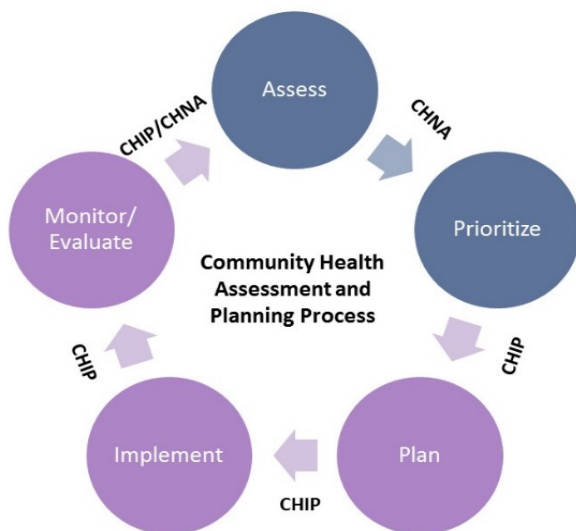 Assess
CHNA
Prioritize
CHIP
Plan
CHIP
Implement
CHIP
Monitor/
Evaluate
CHIP/CHNA
Community Health
Assessment and
Planning Process